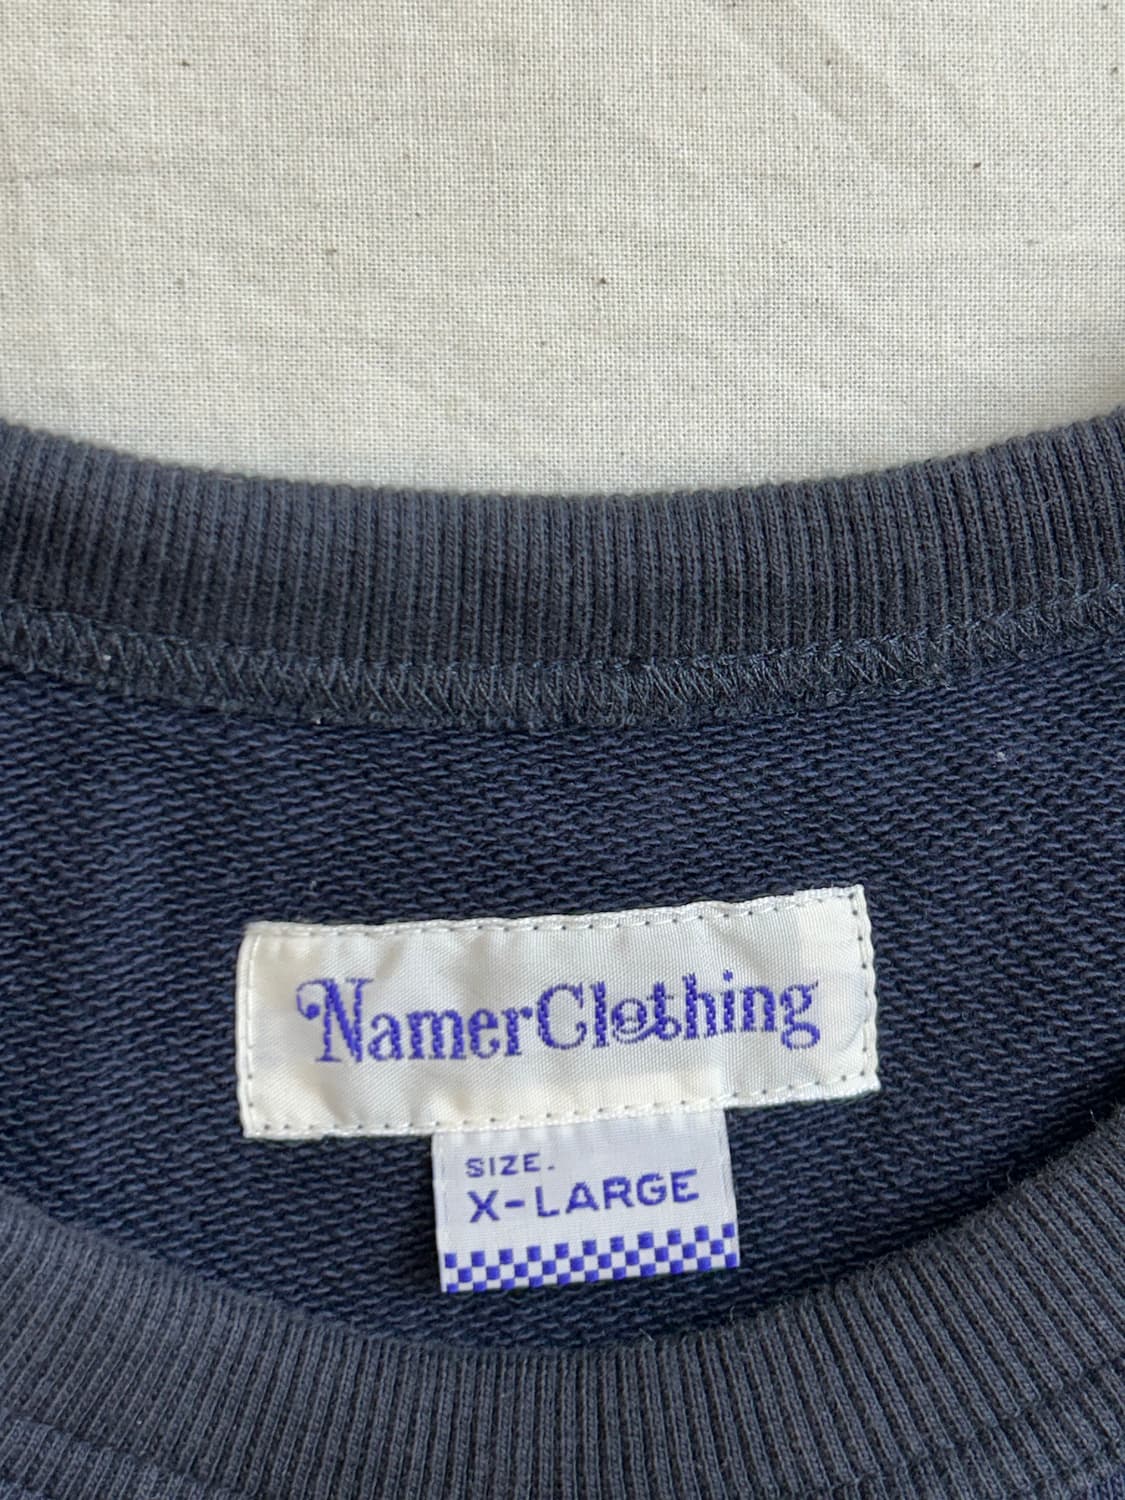 NamerClothing
SIZE.
X-LARGE